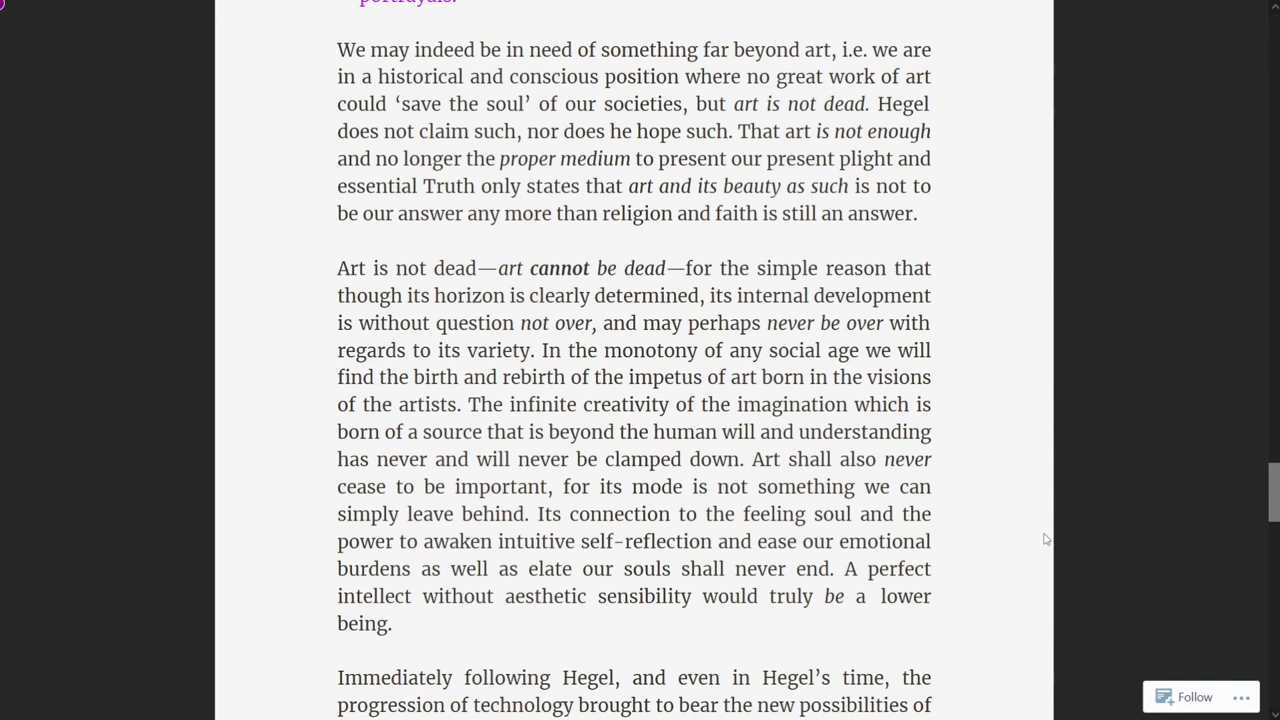 portrayals.
We may indeed be in need of something far beyond art, i.e. we are
in a historical and conscious position where no great work of art
could ‘save the soul’ of our societies, but art is not dead. Hegel
does not claim such, nor does he hope such. That art is not enough
and no longer the proper medium to present our present plight and
essential Truth only states that art and its beauty as such is not to
be our answer any more than religion and faith is still an answer.
Art is not dead—art cannot be dead—for the simple reason that
though its horizon is clearly determined, its internal development
is without question not over, and may perhaps never be over with
regards to its variety. In the monotony of any social age we will
find the birth and rebirth of the impetus of art born in the visions
of the artists. The infinite creativity of the imagination which is
born of a source that is beyond the human will and understanding
has never and will never be clamped down. Art shall also never
cease to be important, for its mode is not something we can
simply leave behind. Its connection to the feeling soul and the
power to awaken intuitive self-reflection and ease our emotional
burdens as well as elate our souls shall never end. A perfect
intellect without aesthetic sensibility would truly be a lower
being.
Immediately following Hegel, and even in Hegel’s time, the
progression of technology brought to bear the new possibilities of
Follow